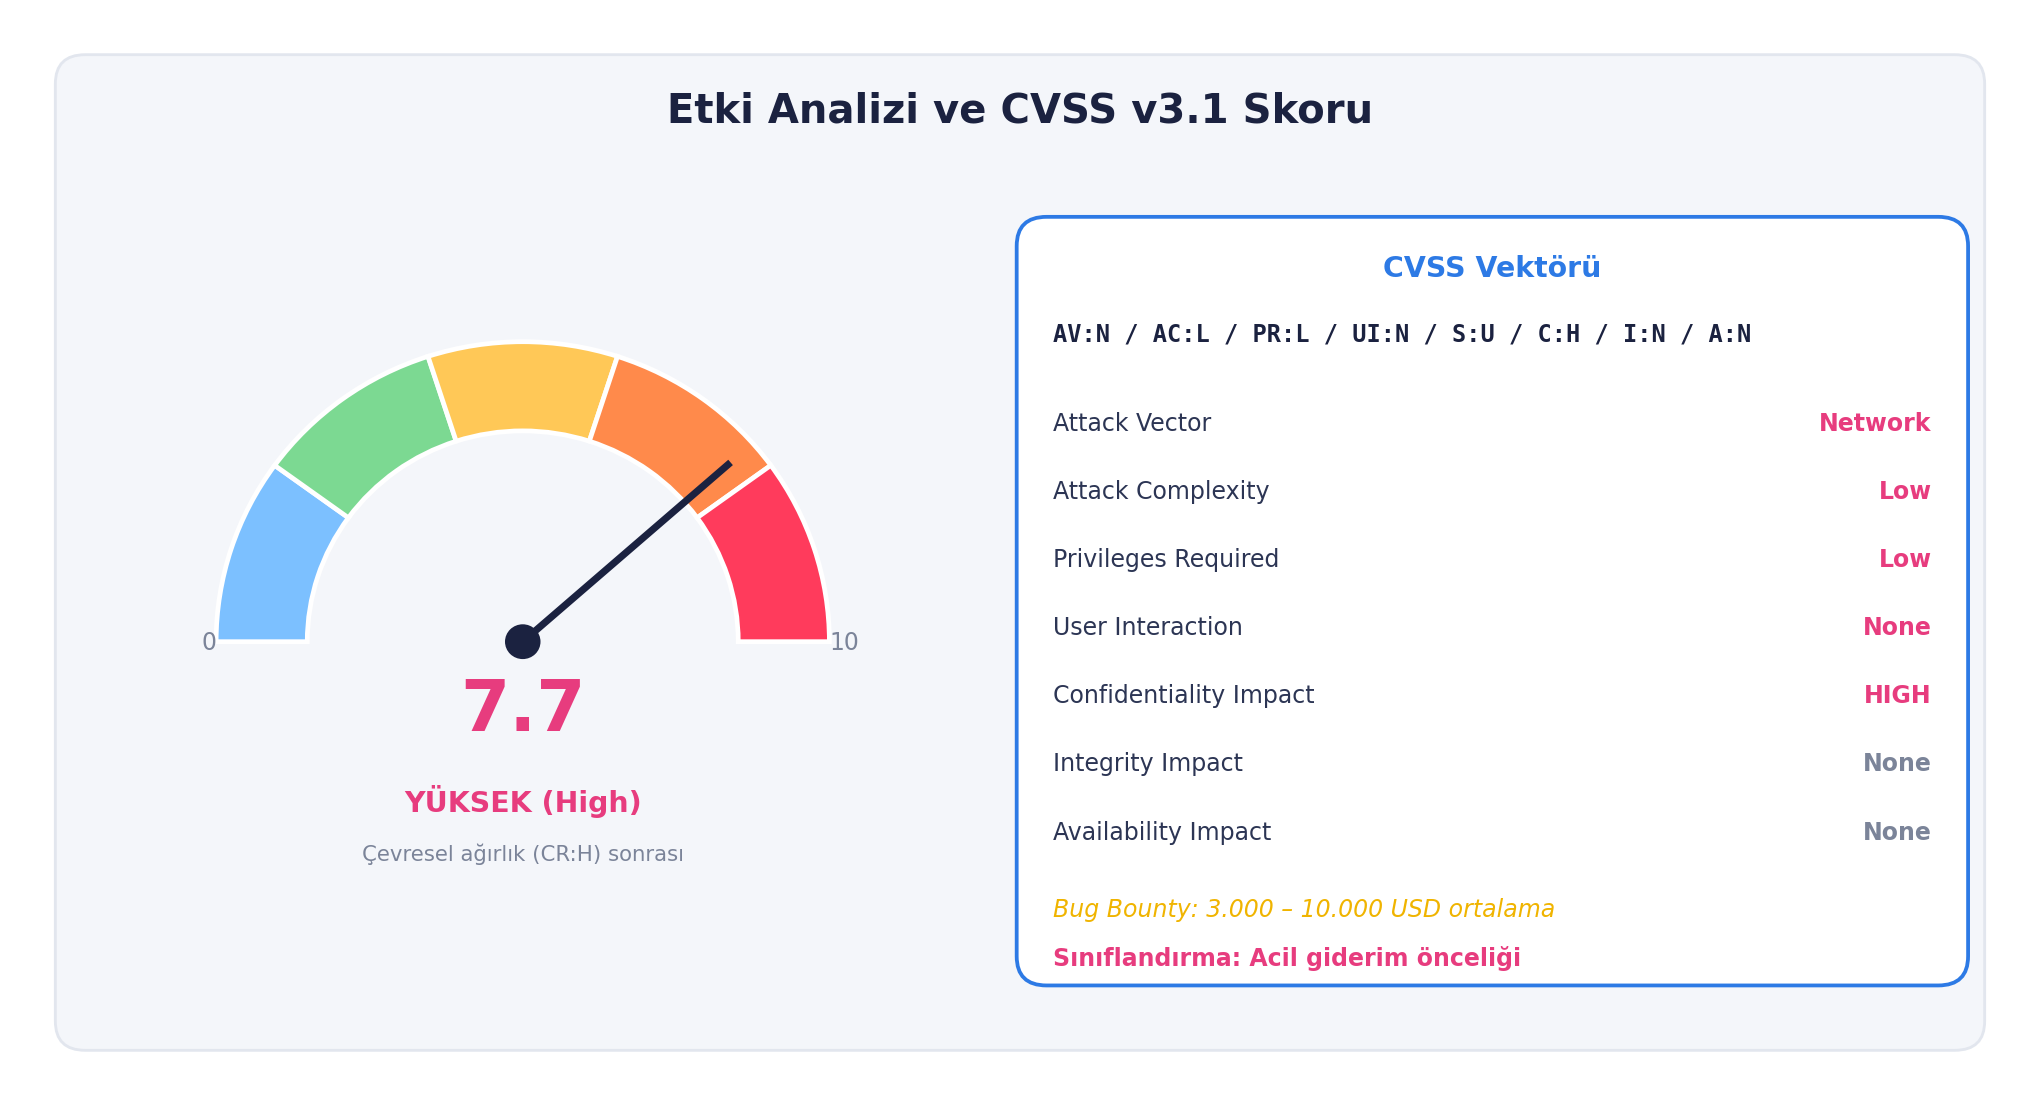 Etki Analizi ve CVSS v3.1 Skoru
0
10
7.7
YÜKSEK (High)
Çevresel ağırlık (CR:H) sonrası
CVSS Vektörü
AV:N / AC:L / PR:L / UI:N / S:U / C:H / I:N / A:N
Attack Vector Network
Attack Complexity Low
Privileges Required Low
User Interaction None
Confidentiality Impact HIGH
Integrity Impact None
Availability Impact None
Bug Bounty: 3.000 – 10.000 USD ortalama
Sınıflandırma: Acil giderim önceliği